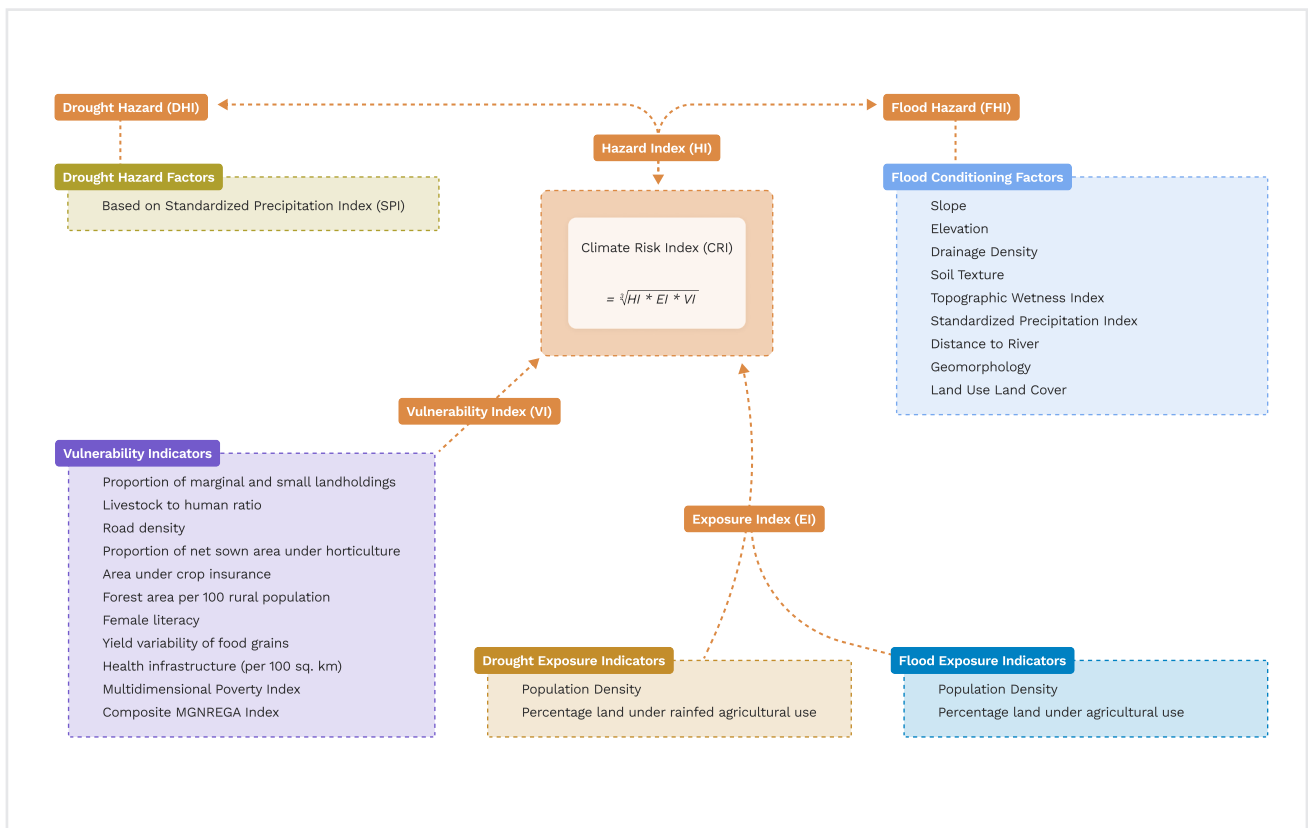 Drought Hazard (DHI)
Flood Hazard (FHI)
Hazard Index (HI)
Drought Hazard Factors
Based on Standardized Precipitation Index (SPI)
Flood Conditioning Factors
Slope
Elevation
Drainage Density
Soil Texture
Topographic Wetness Index
Standardized Precipitation Index
Distance to River
Geomorphology
Land Use Land Cover
Climate Risk Index (CRI)
= ∛HI * EI * VI
Vulnerability Index (VI)
Vulnerability Indicators
Proportion of marginal and small landholdings
Livestock to human ratio
Road density
Proportion of net sown area under horticulture
Area under crop insurance
Forest area per 100 rural population
Female literacy
Yield variability of food grains
Health infrastructure (per 100 sq. km)
Multidimensional Poverty Index
Composite MGNREGA Index
Exposure Index (EI)
Drought Exposure Indicators
Population Density
Percentage land under rainfed agricultural use
Flood Exposure Indicators
Population Density
Percentage land under agricultural use